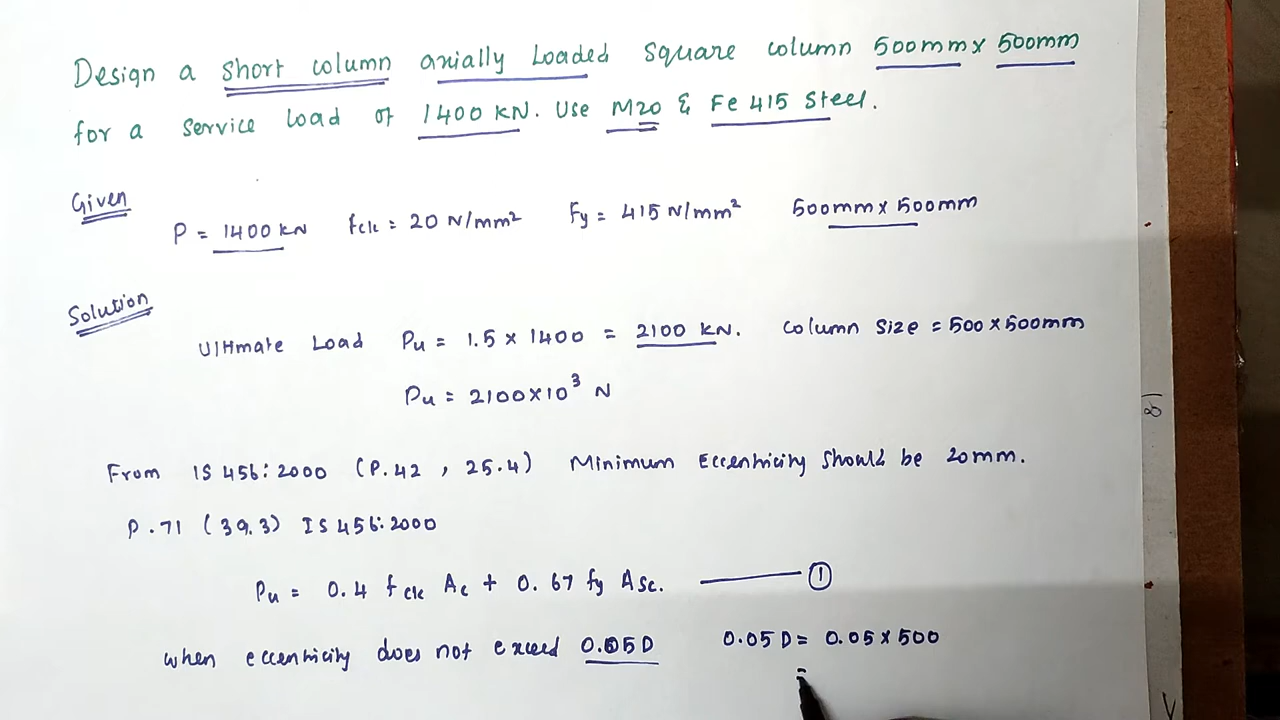 Design a short column axially Loaded square column 500mm x 500mm
for a service Load of 1400 KN. Use M20 & Fe 415 Steel.
Given
P = 1400 KN fck = 20 N/mm² Fy = 415 N/mm² 500mm x 500mm
Solution
Ultimate Load Pu = 1.5 x 1400 = 2100 KN. Column Size = 500 x 500mm
Pu = 2100x10³ N
From IS 456:2000 (P.42 , 25.4) Minimum Eccentricity should be 20mm.
P.71 (39.3) IS 456:2000
Pu = 0.4 fck Ac + 0.67 fy Asc. ——— ①
when eccentricity does not exceed 0.05D 0.05D = 0.05 x 500
=